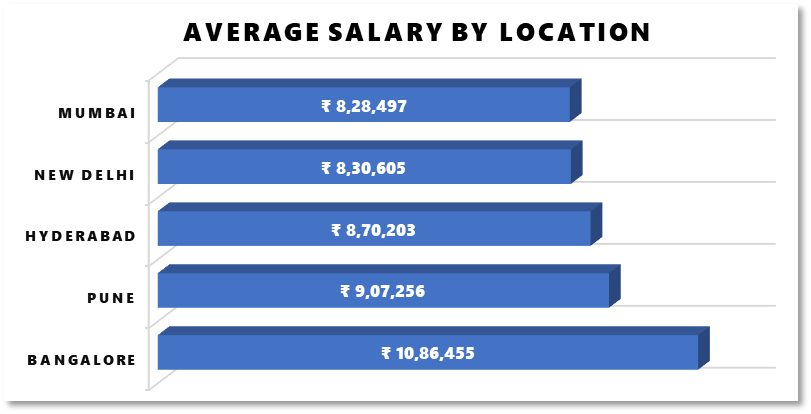 AVERAGE SALARY BY LOCATION
MUMBAI
₹ 8,28,497
NEW DELHI
₹ 8,30,605
HYDERABAD
₹ 8,70,203
PUNE
₹ 9,07,256
BANGALORE
₹ 10,86,455